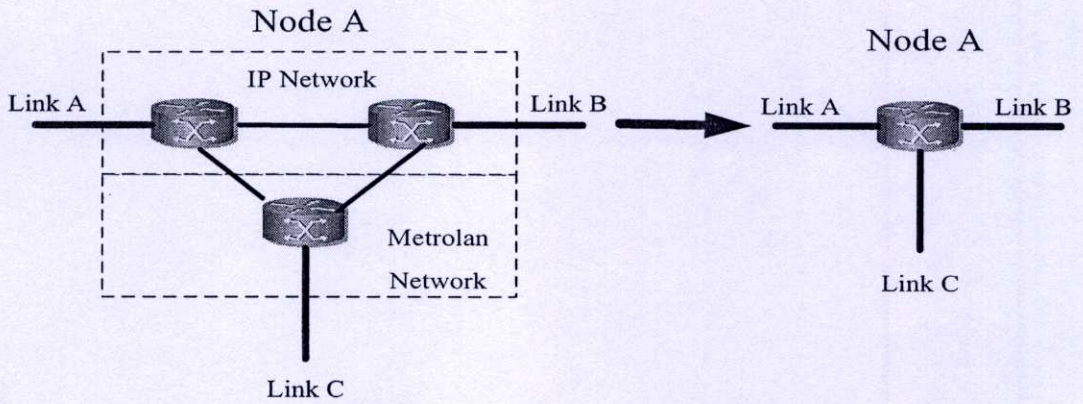 Node A
IP Network
Link A
Link B
Metrolan
Network
Link C
Node A
Link A
Link B
Link C